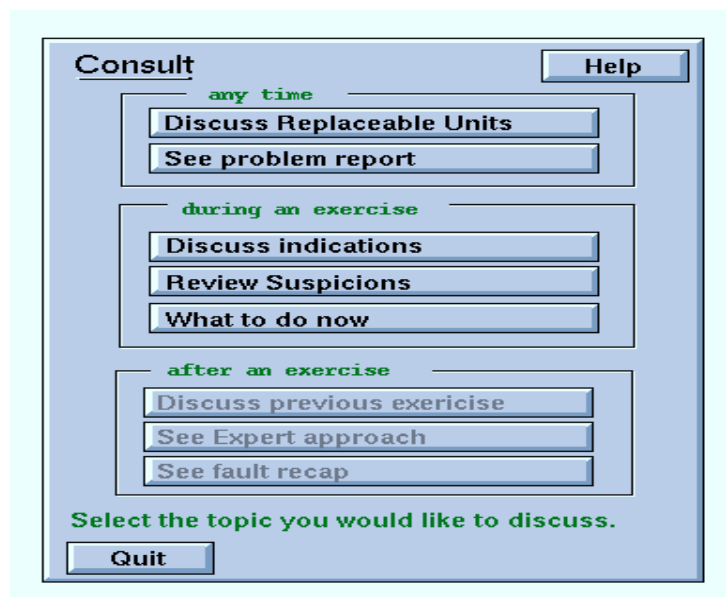 Consult
Help
any time
Discuss Replaceable Units
See problem report
during an exercise
Discuss indications
Review Suspicions
What to do now
after an exercise
Discuss previous exericise
See Expert approach
See fault recap
Select the topic you would like to discuss.
Quit